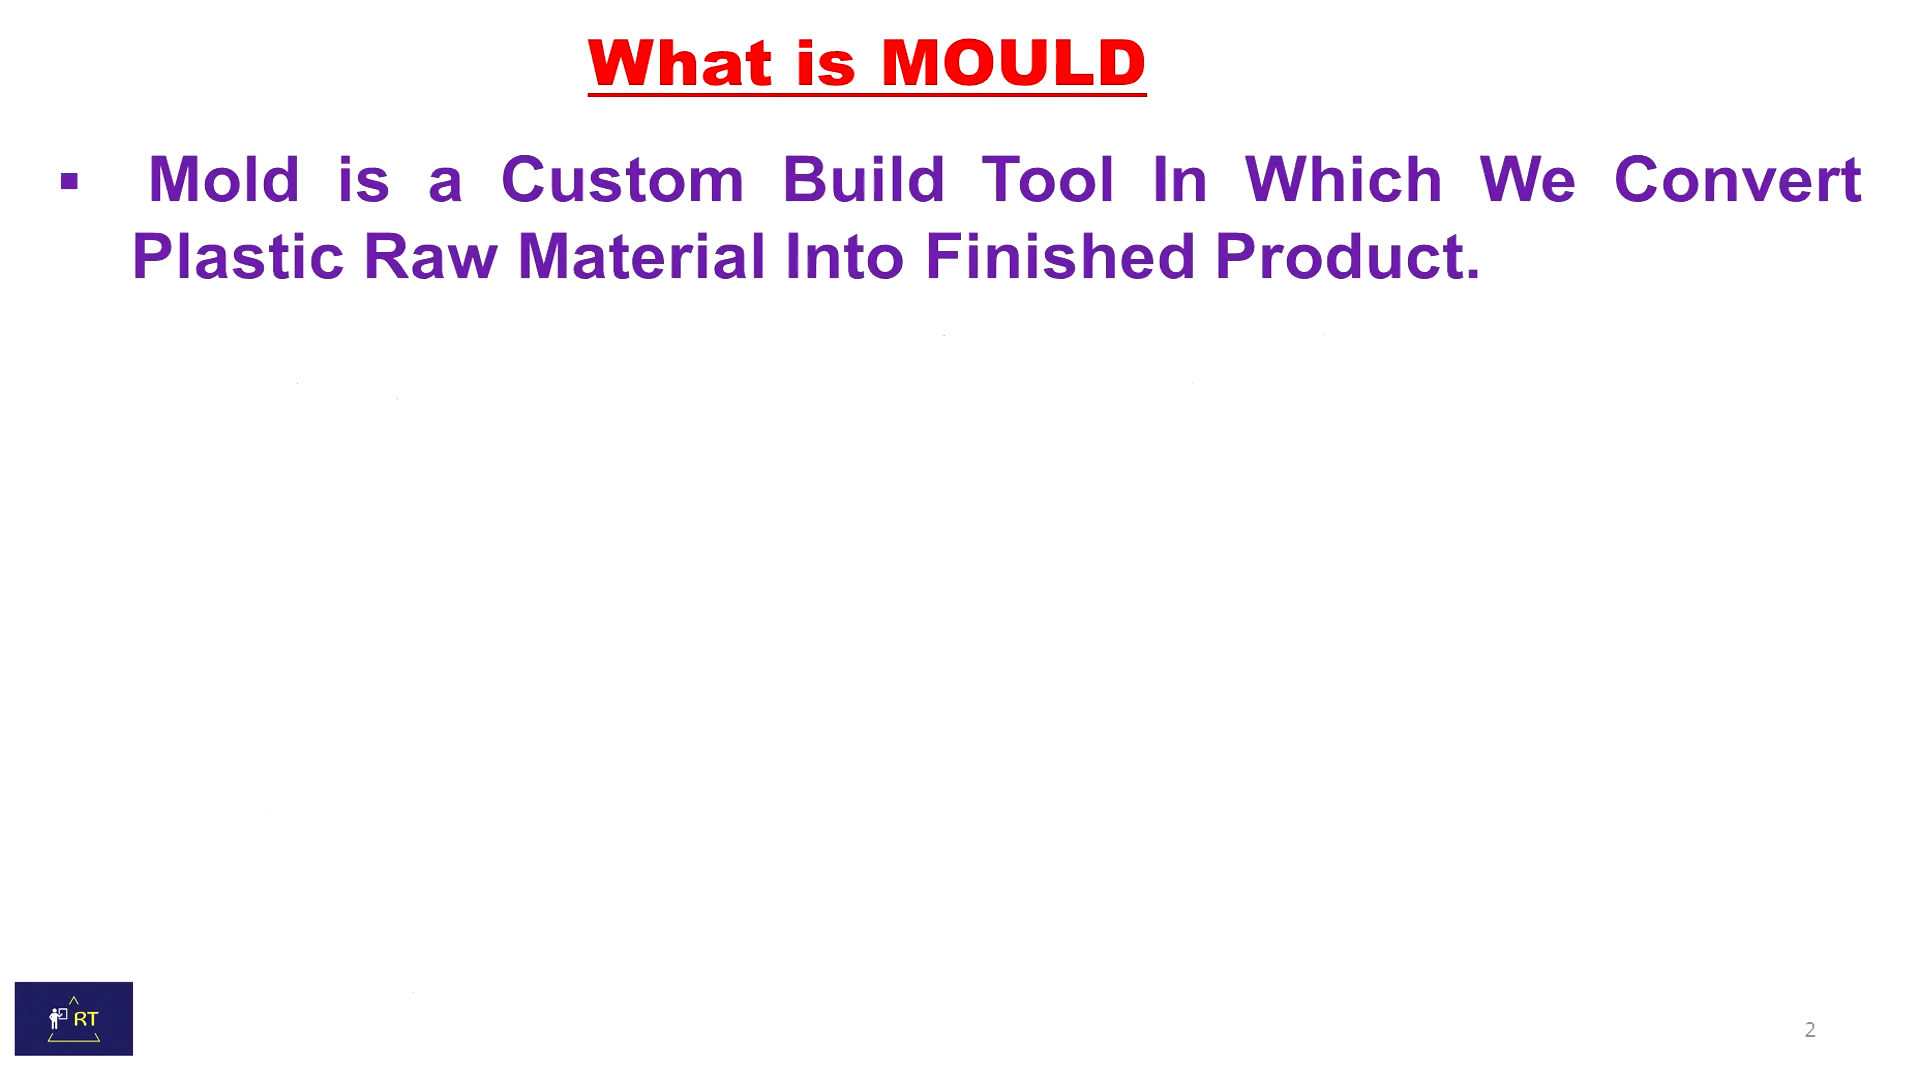 What is MOULD
▪ Mold is a Custom Build Tool In Which We Convert
Plastic Raw Material Into Finished Product.
RT
2